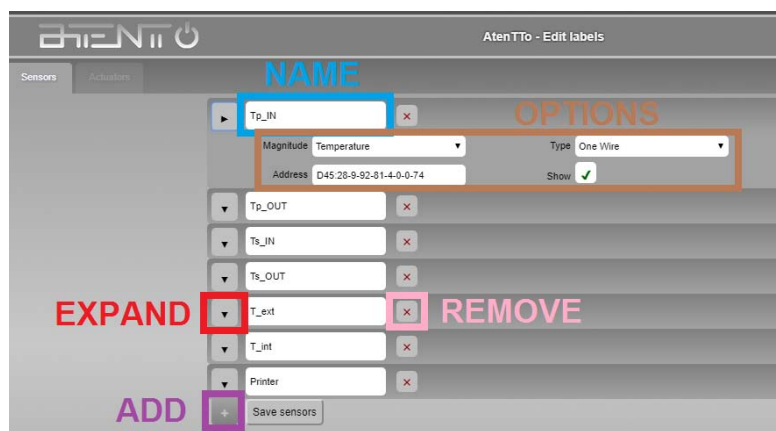 ATENTTO
AtenTTo - Edit labels
Sensors Actuators
NAME
Tp_IN
OPTIONS
Magnitude Temperature Type One Wire
Address D45:28-9-92-81-4-0-0-74 Show
Tp_OUT
Ts_IN
Ts_OUT
EXPAND T_ext REMOVE
T_int
Printer
ADD + Save sensors